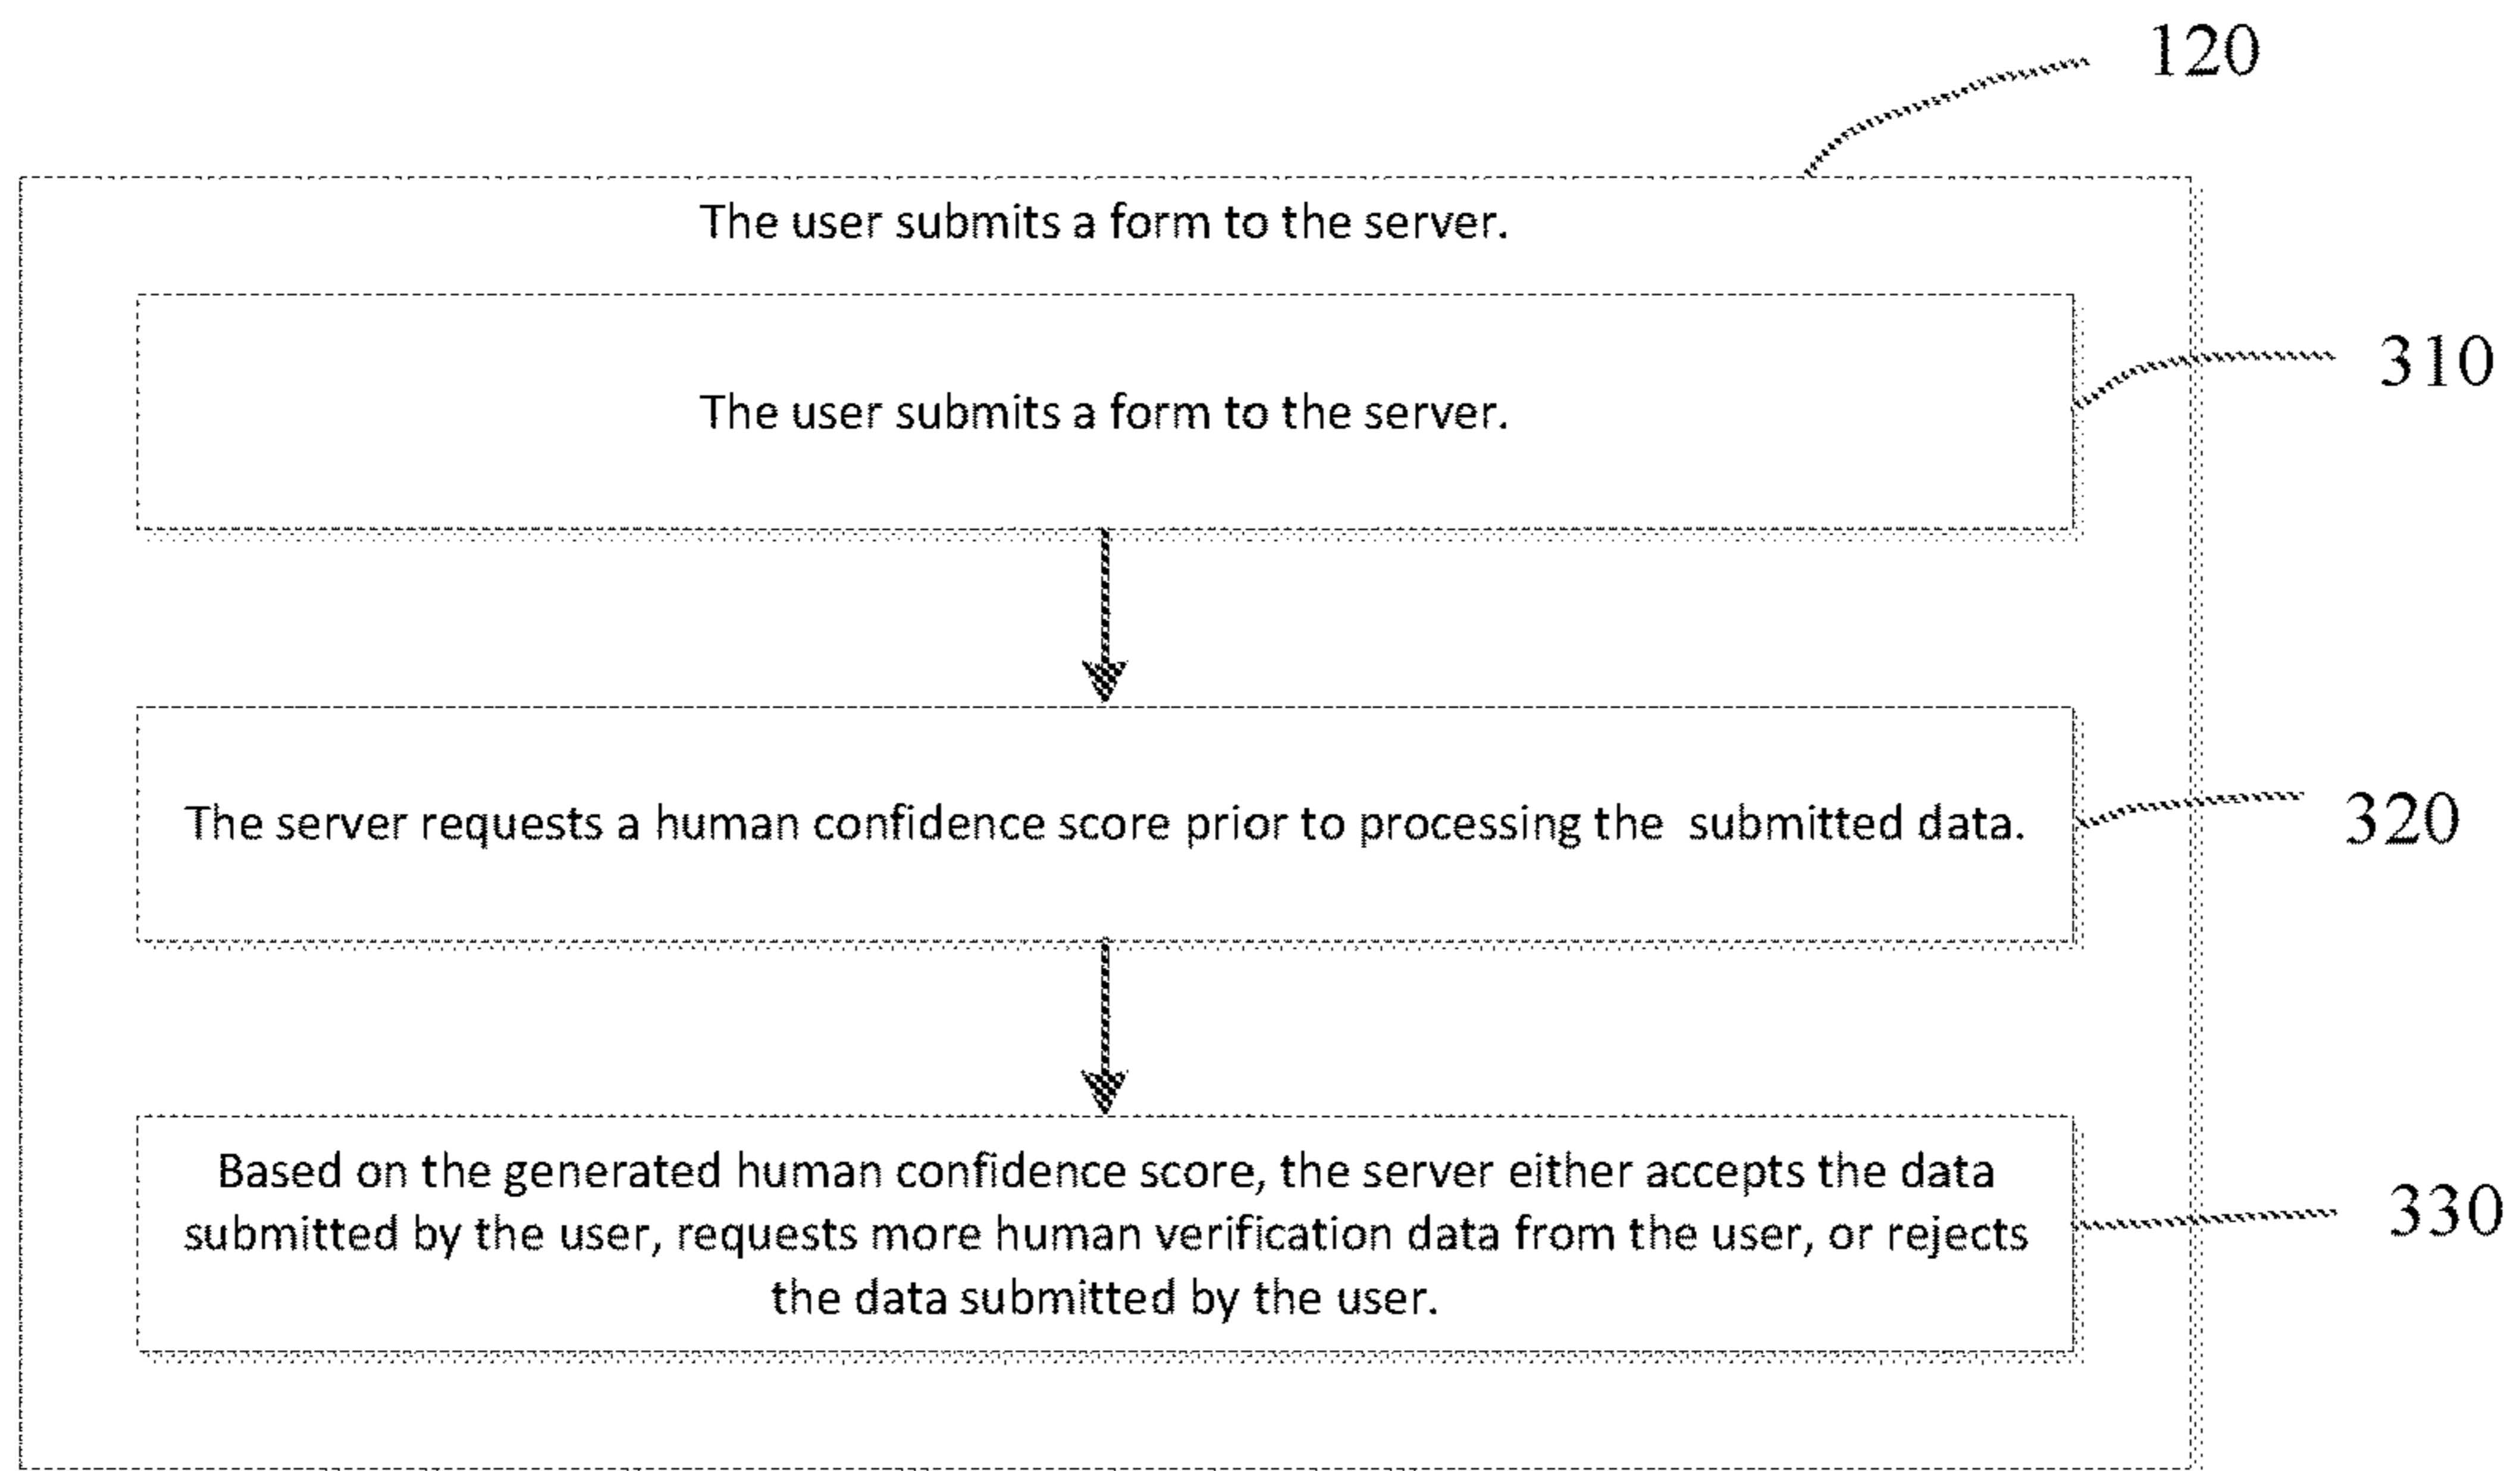 120
The user submits a form to the server.
310
The user submits a form to the server.
The server requests a human confidence score prior to processing the  submitted data.
320
Based on the generated human confidence score, the server either accepts the data
submitted by the user, requests more human verification data from the user, or rejects
the data submitted by the user.
330